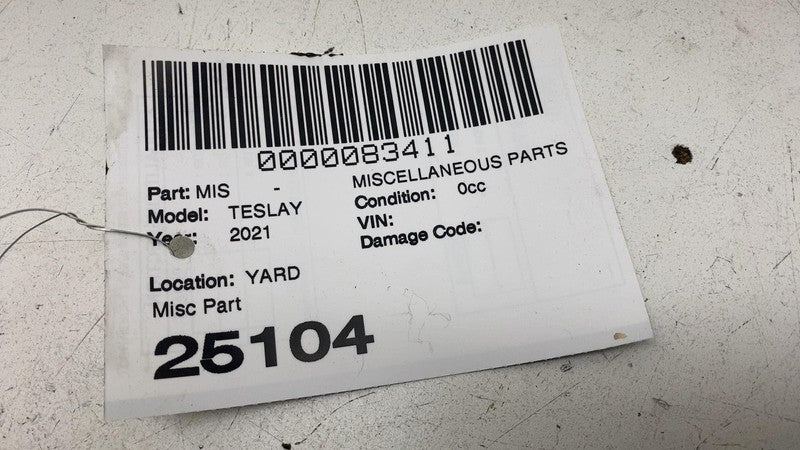 0000083411
Part: MIS - MISCELLANEOUS PARTS
Model: TESLAY Condition: 0cc
Year: 2021 VIN:
Damage Code:
Location: YARD
Misc Part
25104